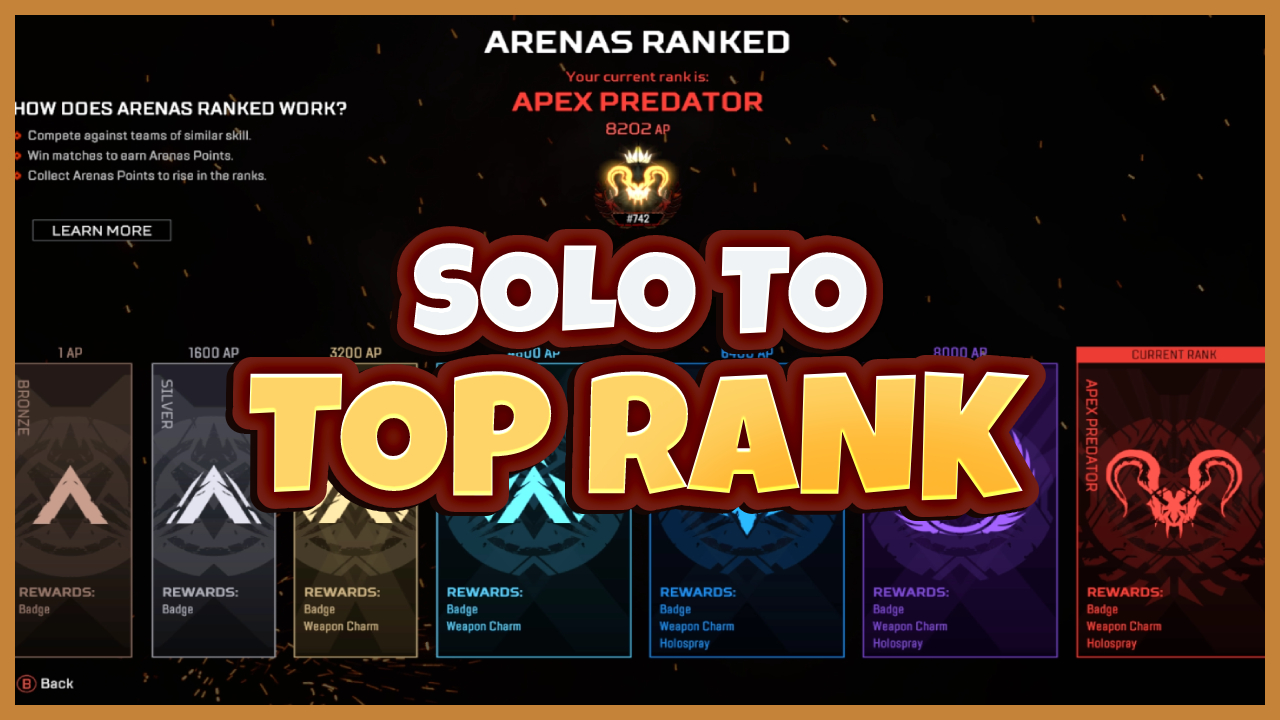 ARENAS RANKED
Your current rank is:
APEX PREDATOR
8202 AP
#742
HOW DOES ARENAS RANKED WORK?
Compete against teams of similar skill.
Win matches to earn Arenas Points.
Collect Arenas Points to rise in the ranks.
LEARN MORE
SOLO TO
TOP RANK
1 AP
BRONZE
REWARDS:
Badge
1600 AP
SILVER
REWARDS:
Badge
3200 AP
REWARDS:
Badge
Weapon Charm
4800 AP
REWARDS:
Badge
Weapon Charm
6400 AP
REWARDS:
Badge
Weapon Charm
Holospray
8000 AP
REWARDS:
Badge
Weapon Charm
Holospray
CURRENT RANK
APEX PREDATOR
REWARDS:
Badge
Weapon Charm
Holospray
B Back